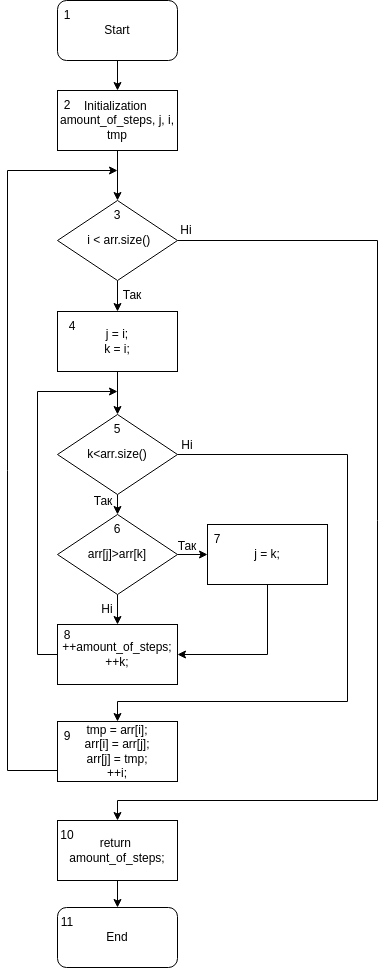 1
Start
2
Initialization
amount_of_steps, j, i,
tmp
3
i < arr.size()
Ні
Так
4
j = i;
k = i;
5
k<arr.size()
Ні
Так
6
arr[j]>arr[k]
Так
7
j = k;
Ні
8
++amount_of_steps;
++k;
9
tmp = arr[i];
arr[i] = arr[j];
arr[j] = tmp;
++i;
10
return
amount_of_steps;
11
End